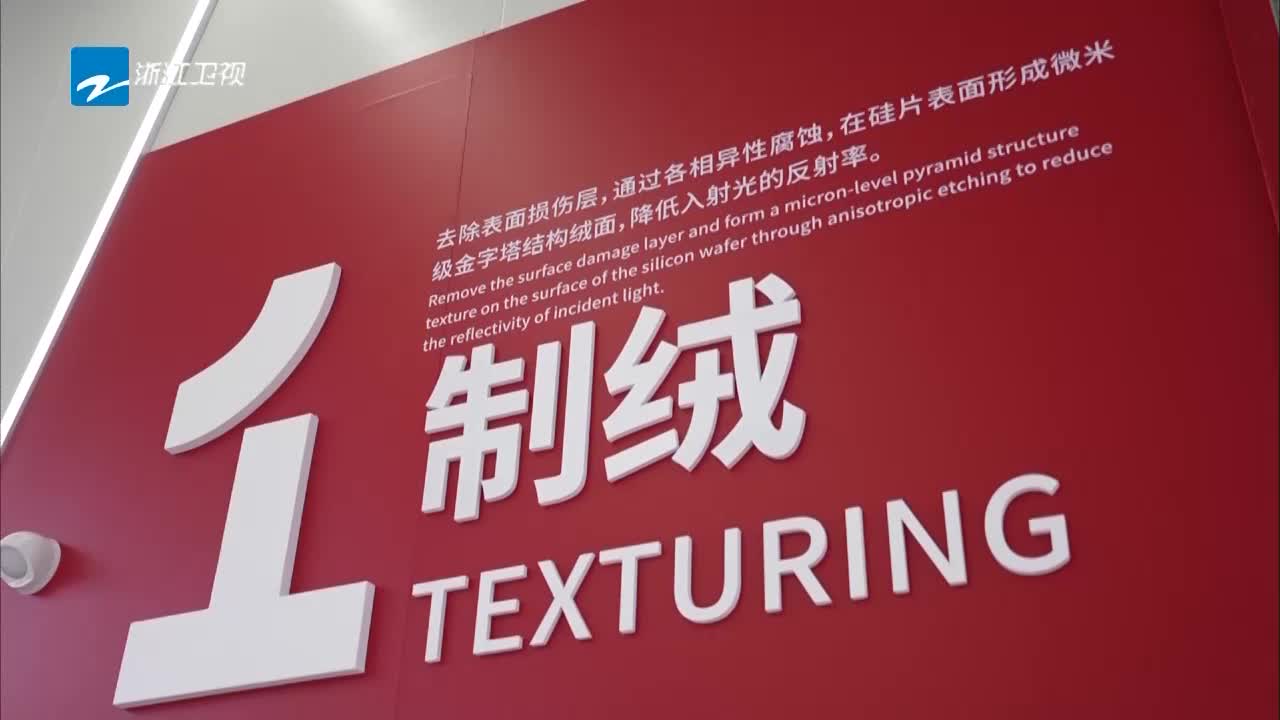 浙江卫视
去除表面损伤层,通过各相异性腐蚀,在硅片表面形成微米
级金字塔结构绒面,降低入射光的反射率。
Remove the surface damage layer and form a micron-level pyramid structure
texture on the surface of the silicon wafer through anisotropic etching to reduce
the reflectivity of incident light.
1
制绒
TEXTURING